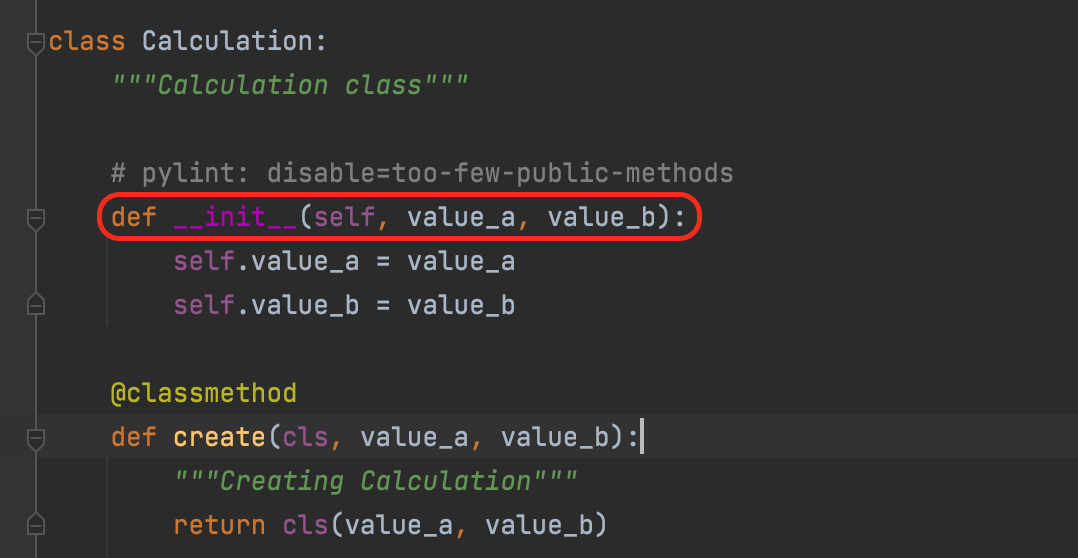 class Calculation:
"""Calculation class"""
# pylint: disable=too-few-public-methods
def __init__(self, value_a, value_b):
self.value_a = value_a
self.value_b = value_b
@classmethod
def create(cls, value_a, value_b):
"""Creating Calculation"""
return cls(value_a, value_b)